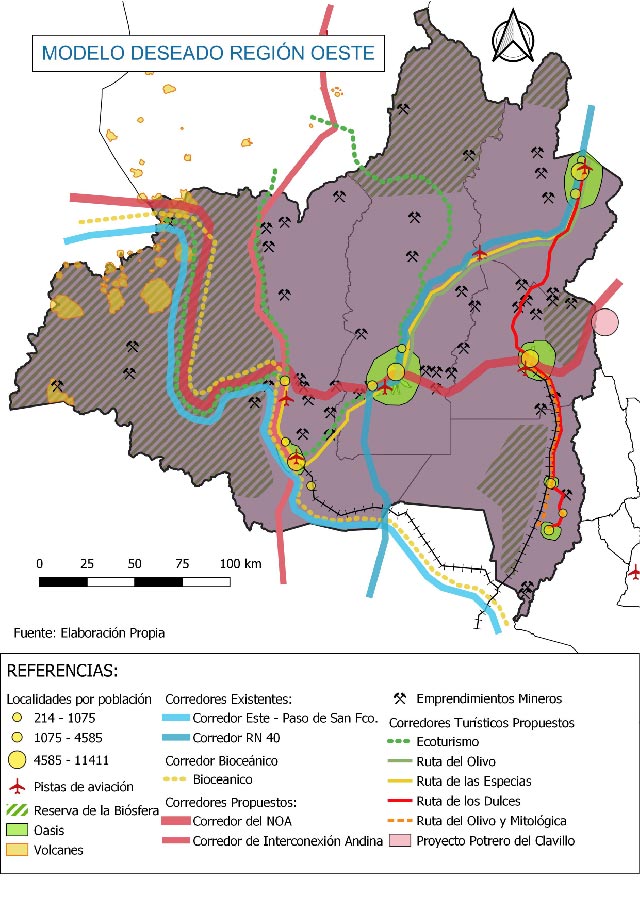 MODELO DESEADO REGIÓN OESTE
0 25 50 75 100 km
Fuente: Elaboración Propia
REFERENCIAS:
Localidades por población
214 - 1075
1075 - 4585
4585 - 11411
Pistas de aviación
Reserva de la Biósfera
Oasis
Volcanes
Corredores Existentes:
Corredor Este - Paso de San Fco.
Corredor RN 40
Corredor Bioceánico
Bioceanico
Corredores Propuestos:
Corredor del NOA
Corredor de Interconexión Andina
Emprendimientos Mineros
Corredores Turísticos Propuestos
Ecoturismo
Ruta del Olivo
Ruta de las Especias
Ruta de los Dulces
Ruta del Olivo y Mitológica
Proyecto Potrero del Clavillo